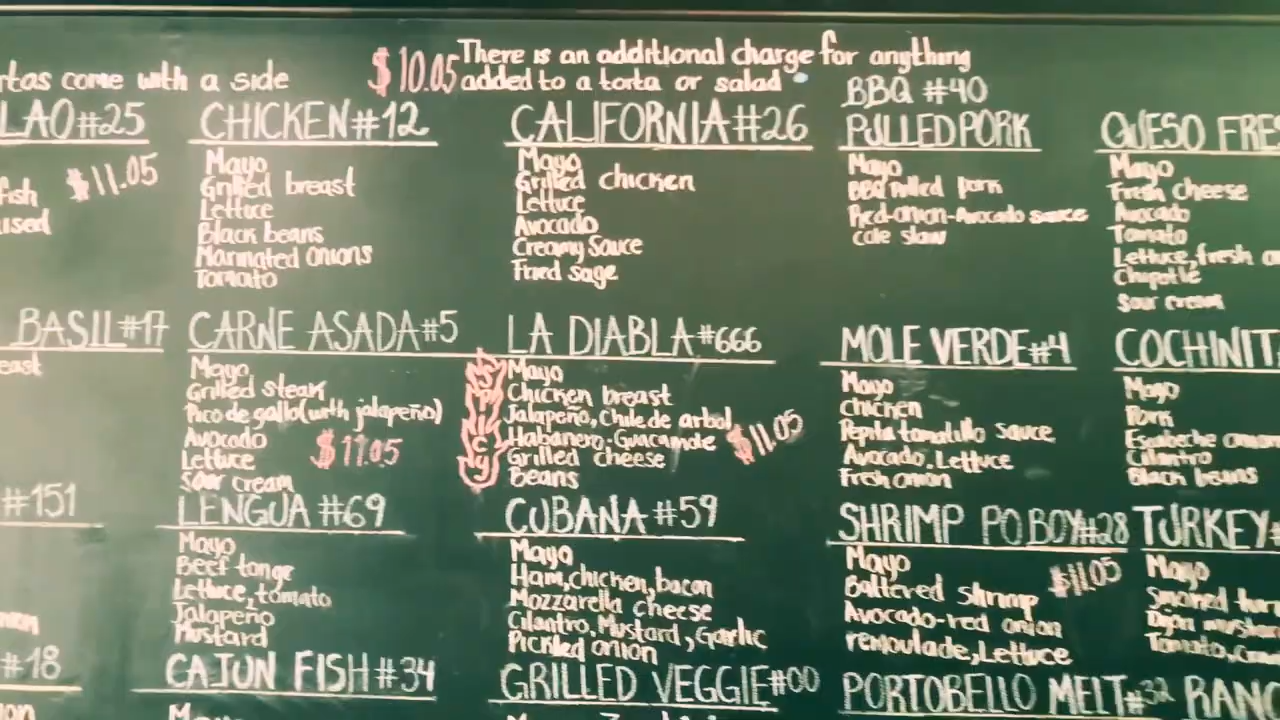 rtas come with a side
$10.05
There is an additional charge for anything
added to a torta or salad
LAO #25
$11.05
fish
ised
CHICKEN #12
Mayo
Grilled breast
Lettuce
Black beans
Marinated onions
Tomato
CALIFORNIA #26
Mayo
Grilled chicken
Lettuce
Avocado
Creamy Sauce
Fried sage
BBQ #40
PULLED PORK
Mayo
BBQ Pulled pork
Red-onion-Avocado sauce
cole slaw
QUESO FRES
Mayo
Fresh cheese
Avocado
Tomato
Lettuce, fresh o
Chipotle
Sour cream
BASIL #17
east
CARNE ASADA #5
Mayo
Grilled steak
Pico de gallo (with jalapeño)
Avocado
Lettuce
Sour cream
$11.05
LA DIABLA #666
SPICY
Mayo
Chicken breast
Jalapeño, Chile de arbol
Habanero-Guacamole
Grilled cheese
Beans
$11.05
MOLE VERDE #4
Mayo
chicken
Pepita tomatillo sauce
Avocado, Lettuce
Fresh onion
COCHINIT
Mayo
Pork
Escabeche onion
Cilantro
Black beans
#151
LENGUA #69
Mayo
Beef tonge
Lettuce, tomato
Jalapeño
Mustard
CUBANA #59
Mayo
Ham, chicken, bacon
Mozzarella cheese
Cilantro, Mustard, Garlic
Pickled onion
SHRIMP PO.BOY #28
Mayo
Battered shrimp
Avocado-red onion
remoulade, Lettuce
$11.05
TURKEY #
Mayo
Smoked tur
Dijon mustar
Tomato, C
#18
CAJUN FISH #34
GRILLED VEGGIE #00
PORTOBELLO MELT #32
RANC